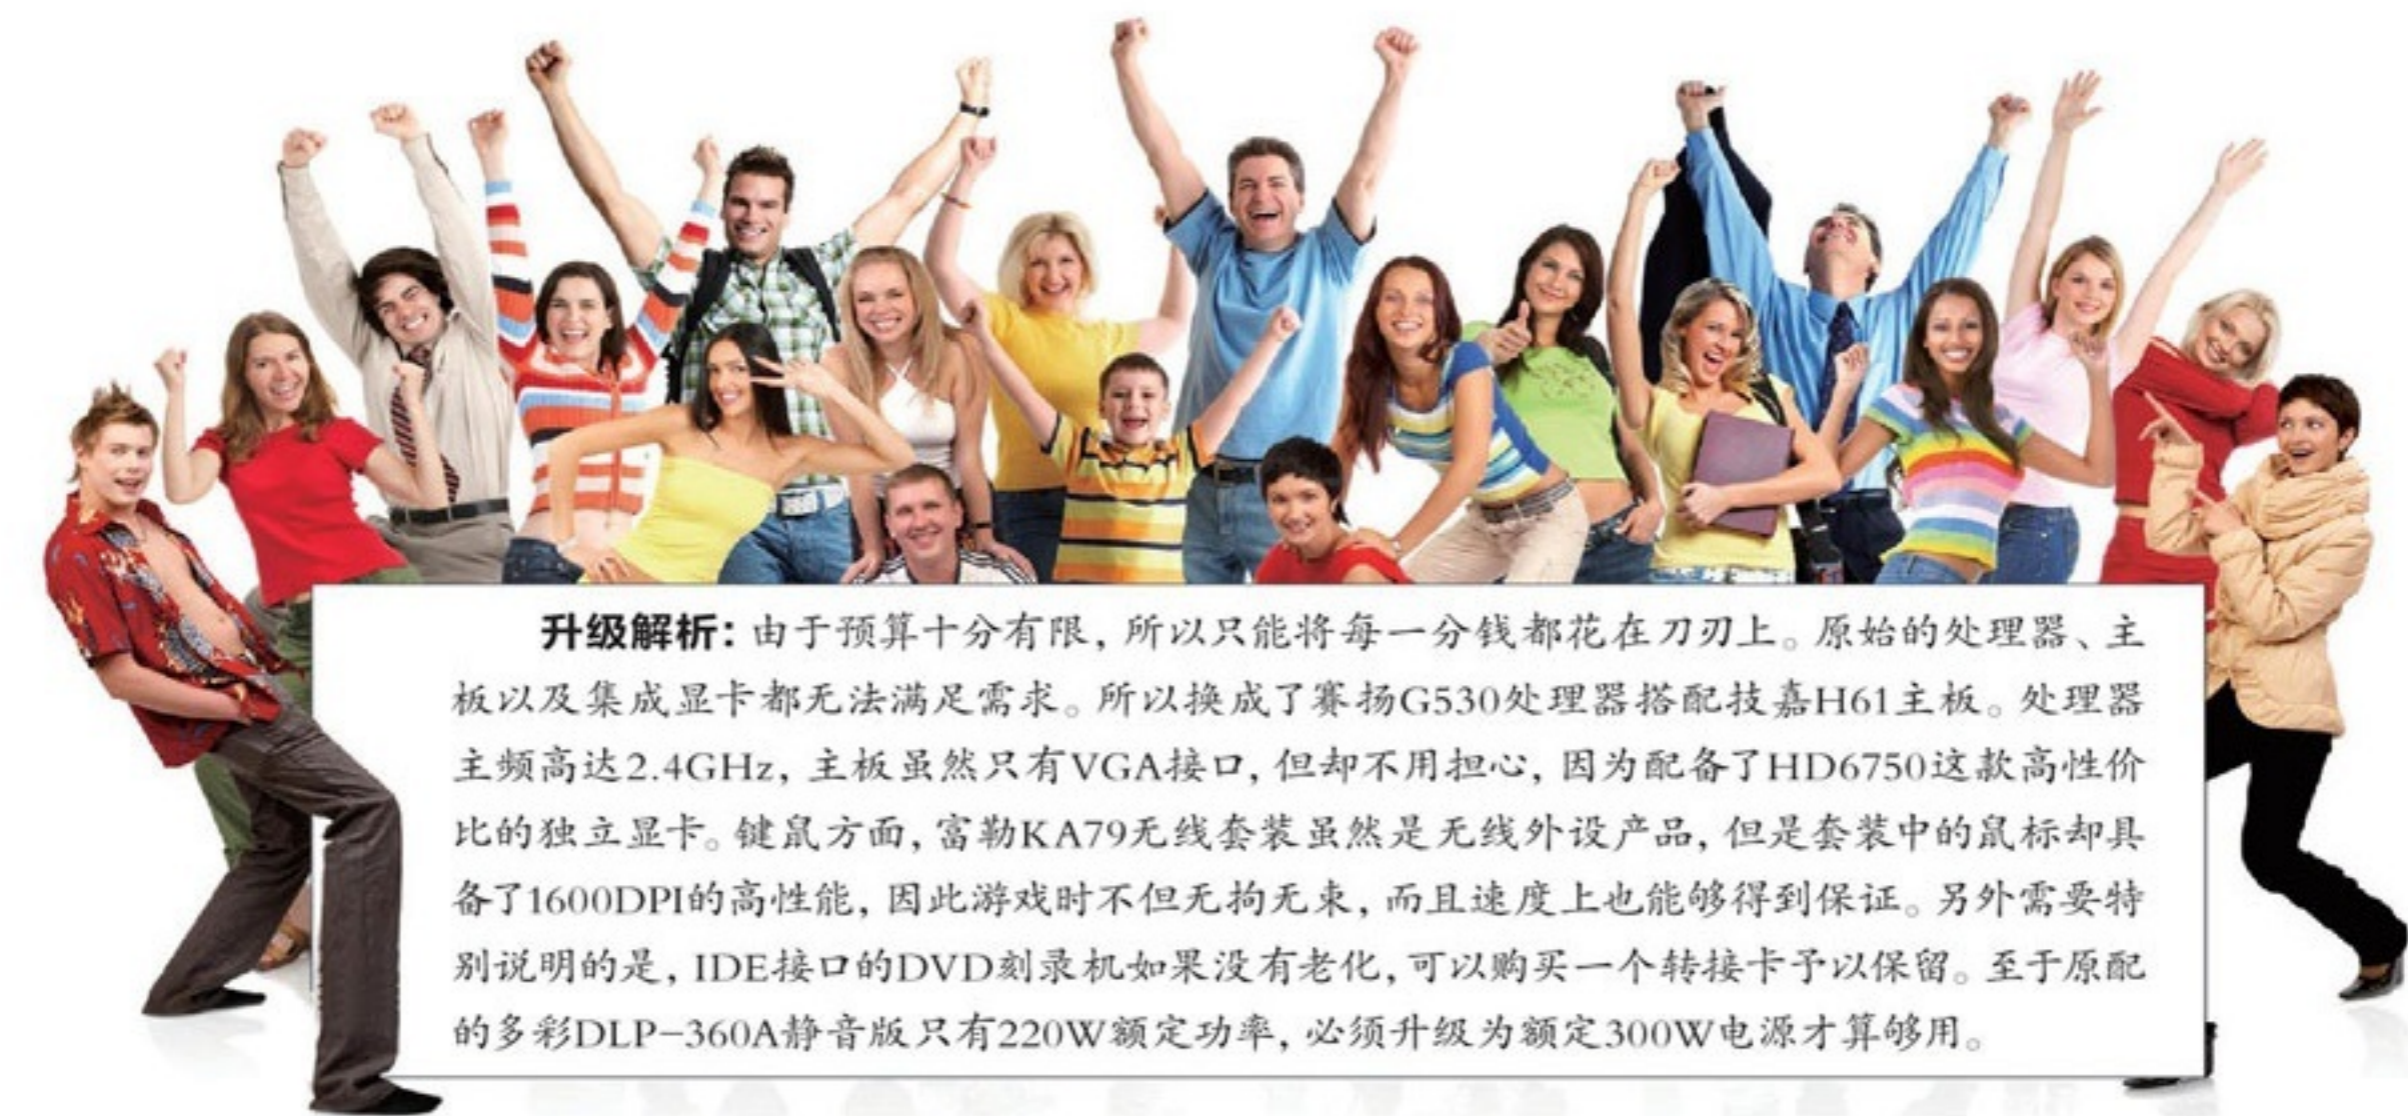 升级解析：由于预算十分有限，所以只能将每一分钱都花在刀刃上。原始的处理器、主
板以及集成显卡都无法满足需求。所以换成了赛扬G530处理器搭配技嘉H61主板。处理器
主频高达2.4GHz，主板虽然只有VGA接口，但却不用担心，因为配备了HD6750这款高性价
比的独立显卡。键鼠方面，富勒KA79无线套装虽然是无线外设产品，但是套装中的鼠标却具
备了1600DPI的高性能，因此游戏时不但无拘无束，而且速度上也能够得到保证。另外需要特
别说明的是，IDE接口的DVD刻录机如果没有老化，可以购买一个转接卡予以保留。至于原配
的多彩DLP-360A静音版只有220W额定功率，必须升级为额定300W电源才算够用。